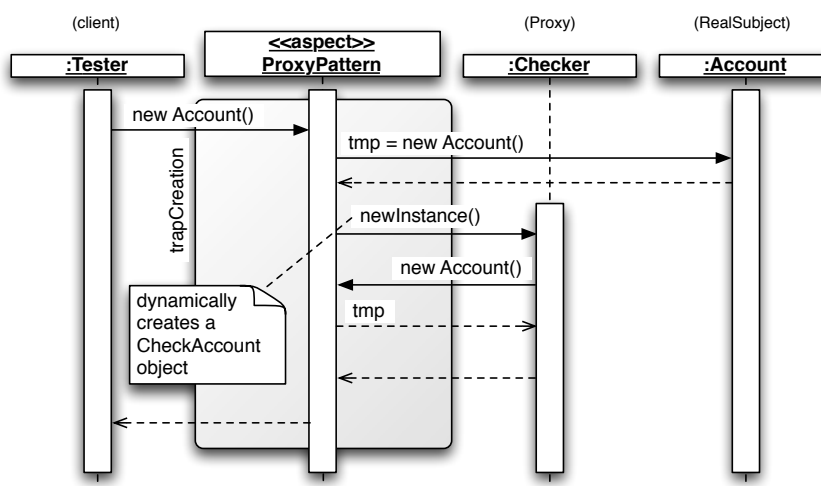 (client)
(Proxy)
(RealSubject)
<<aspect>>
:Tester
ProxyPattern
:Checker
:Account
new Account()
tmp = new Account()
trapCreation
newInstance()
new Account()
dynamically
creates a
CheckAccount
object
tmp